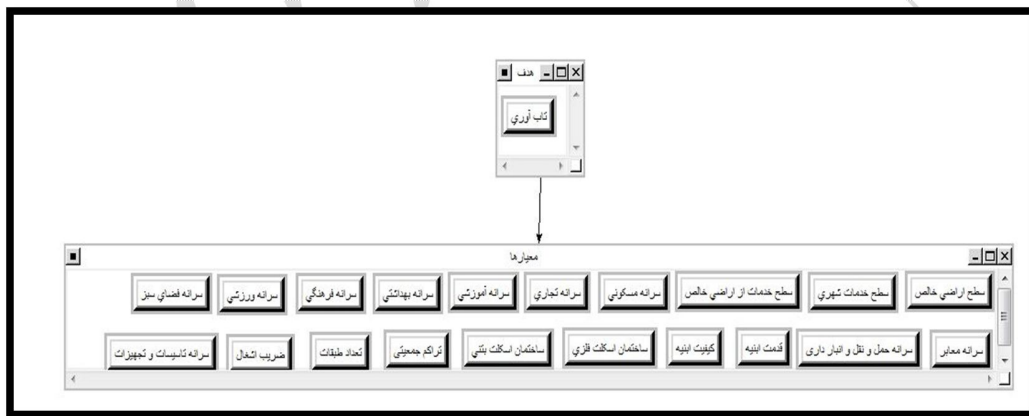 هدف
تاب آوري
معيارها
سطح اراضي خالص
سطح خدمات شهري
سطح خدمات از اراضي خالص
سرانه مسكوني
سرانه تجاري
سرانه آموزشي
سرانه بهداشتي
سرانه فرهنگي
سرانه ورزشي
سرانه فضاي سبز
سرانه معابر
سرانه حمل و نقل و انبار داری
قدمت ابنيه
كيفيت ابنيه
ساختمان اسكلت فلزي
ساختمان اسكلت بتني
تراكم جمعيتی
تعداد طبقات
ضريب اشغال
سرانه تاسيسات و تجهيزات